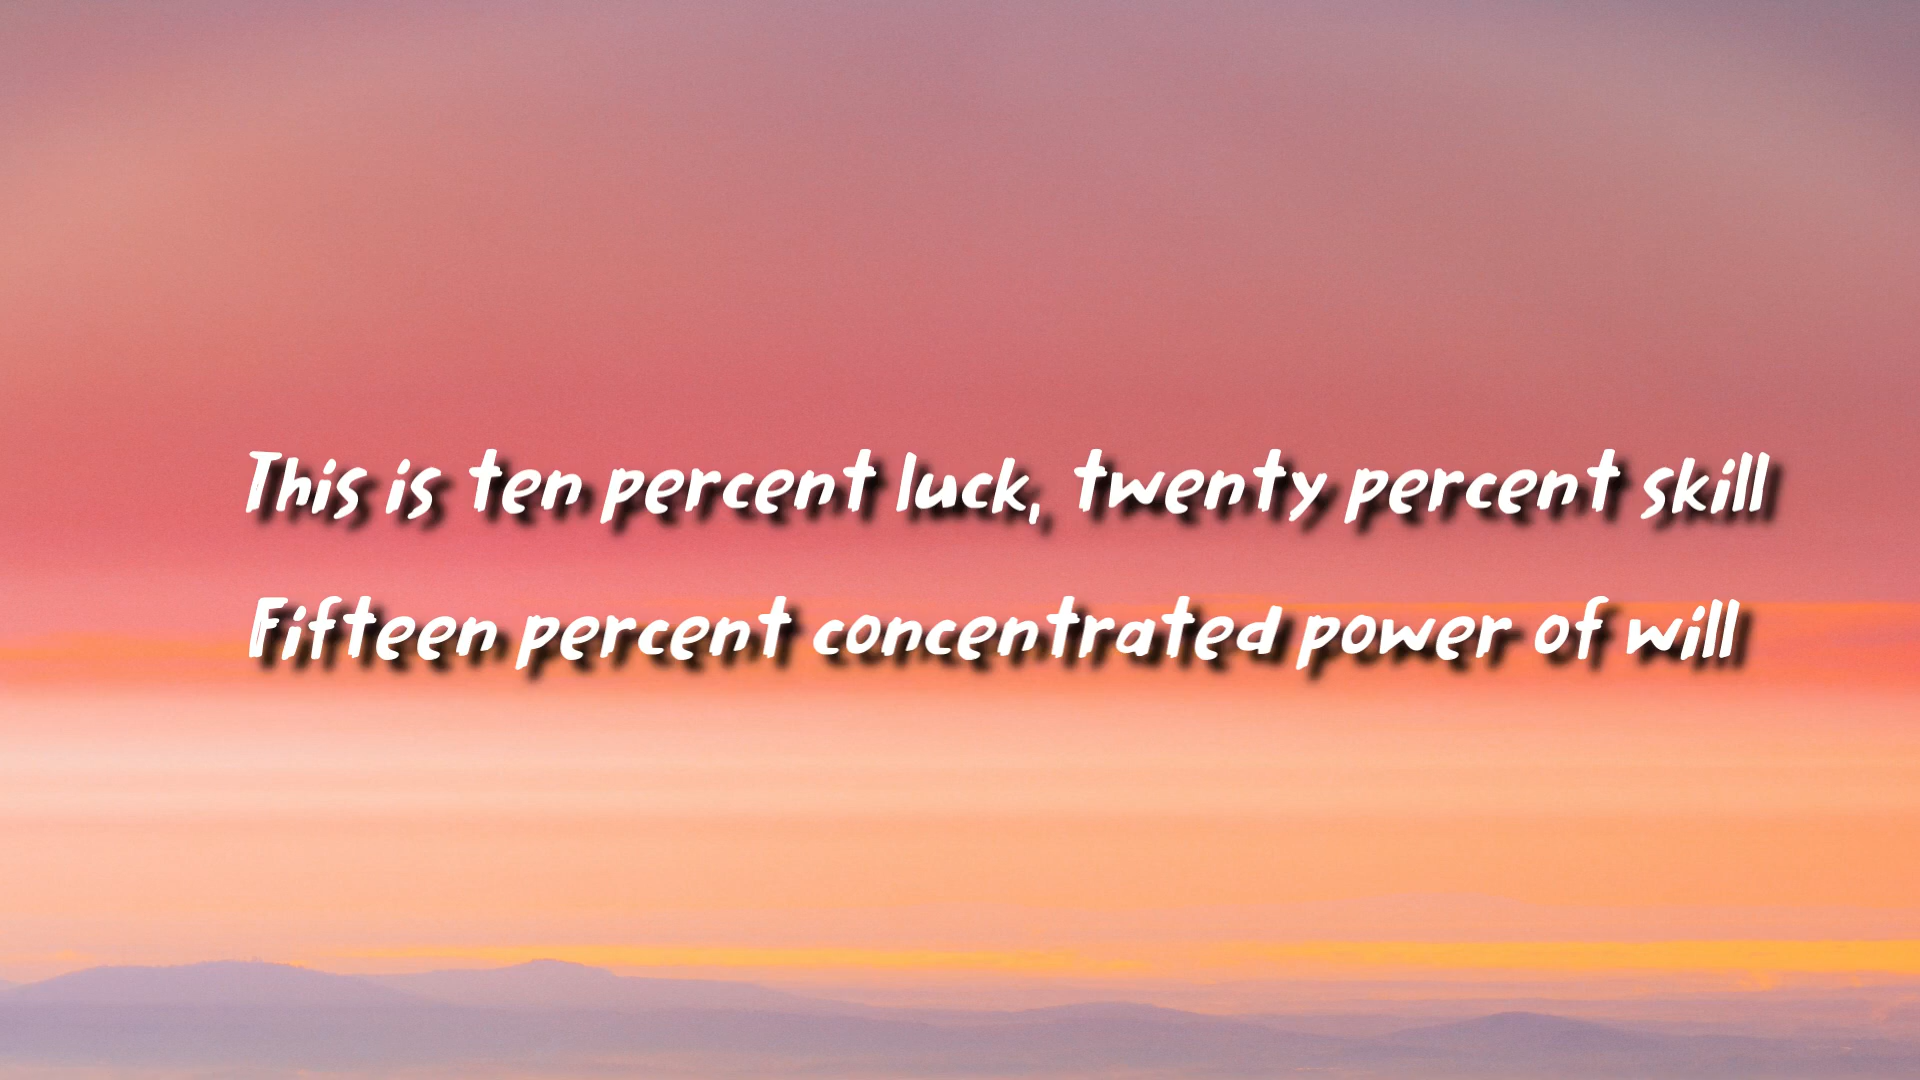 This is ten percent luck, twenty percent skill
Fifteen percent concentrated power of will